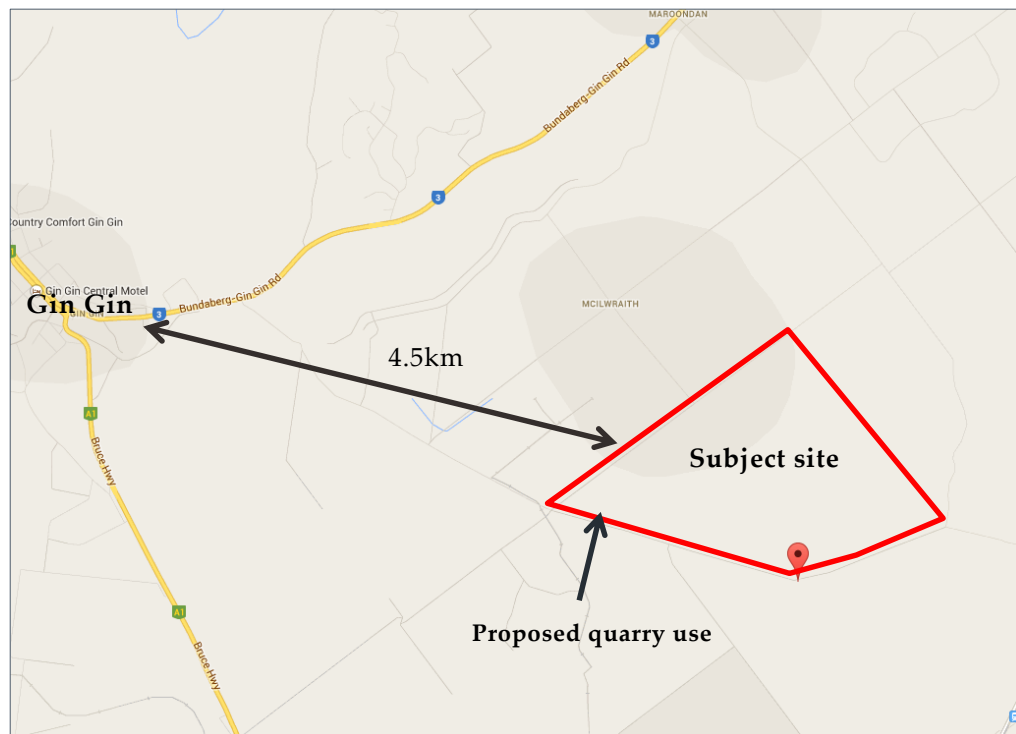 MAROONDAN
3
Bundaberg-Gin Gin Rd
3
Country Comfort Gin Gin
Gin Gin Central Motel
Bundaberg-Gin Gin Rd
Gin Gin
GIN GIN
3
MCILWRAITH
4.5km
A1
Subject site
Bruce Hwy
A1
Proposed quarry use
Bruce Hwy